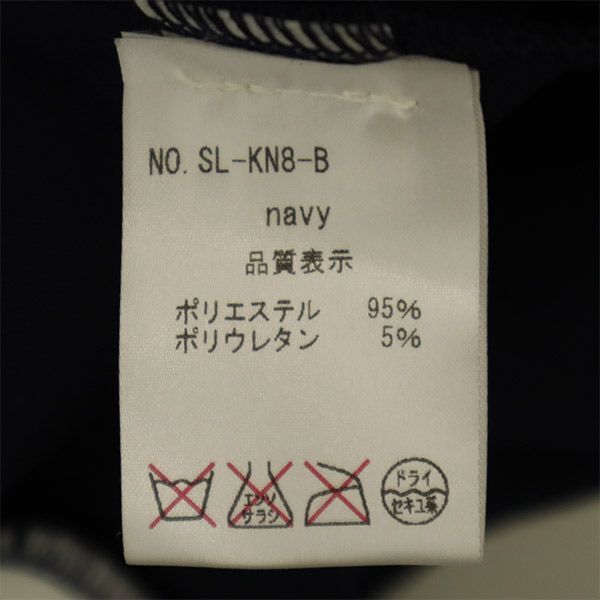 NO. SL-KN8-B
navy
品質表示
ポリエステル 95%
ポリウレタン 5%
エンソ
サラシ
ドライ
セキユ系